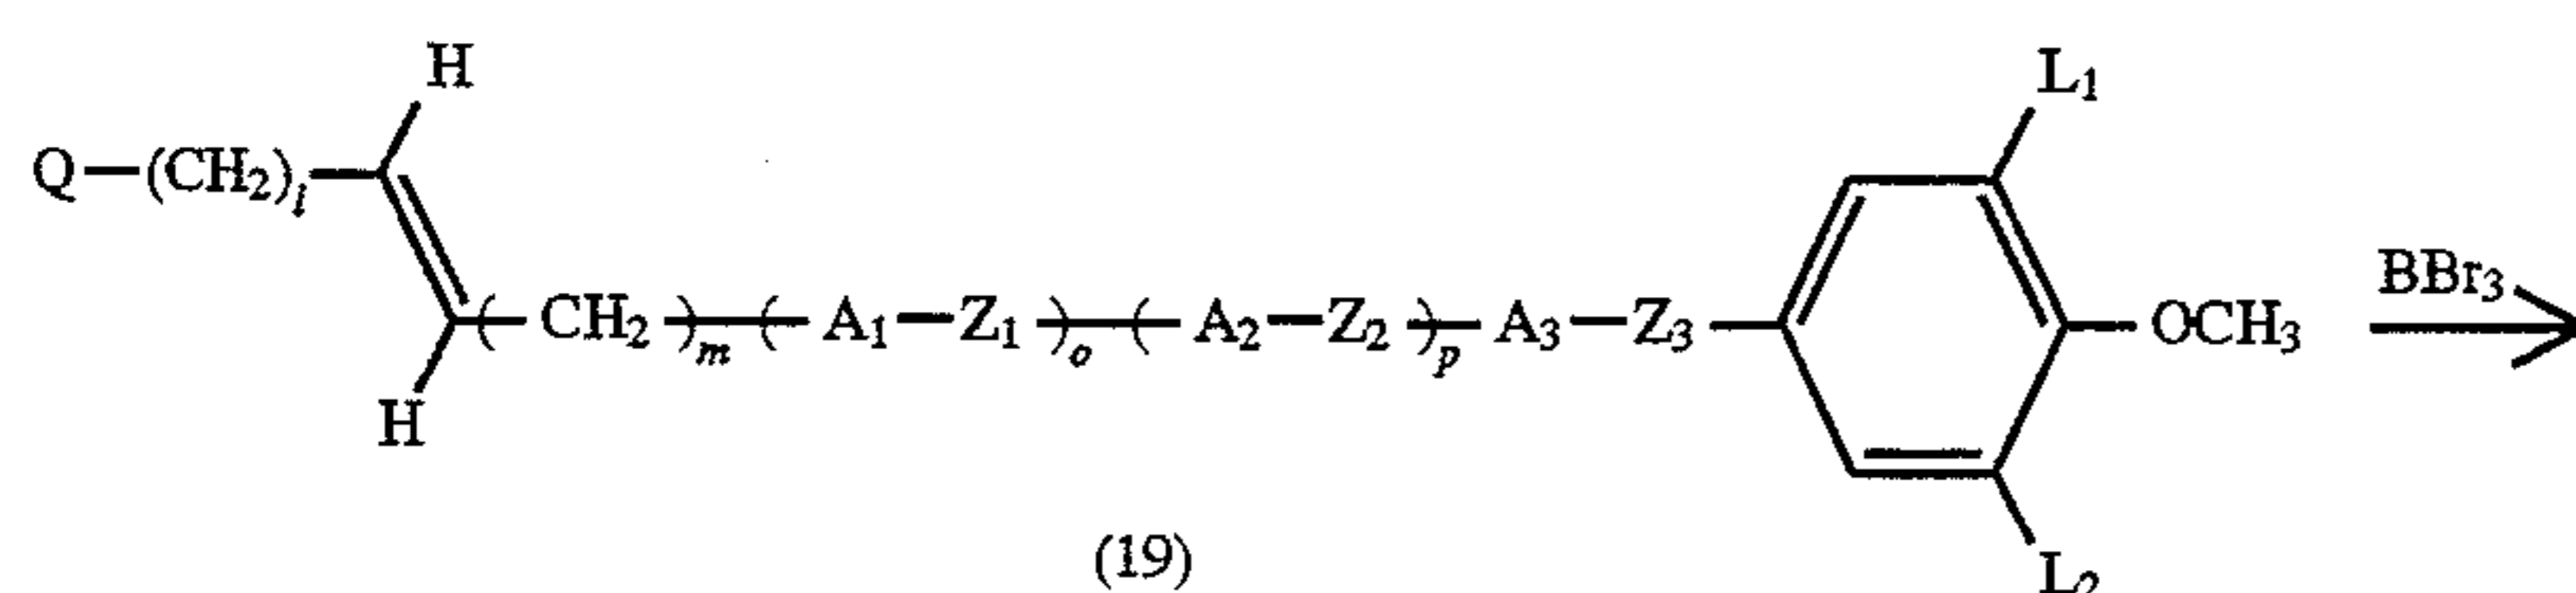 H
L₁
Q—(CH₂)ₗ
BBr₃
( CH₂ )ₘ ( A₁—Z₁ )ₒ ( A₂—Z₂ )ₚ A₃—Z₃ OCH₃
H
(19)
L₂